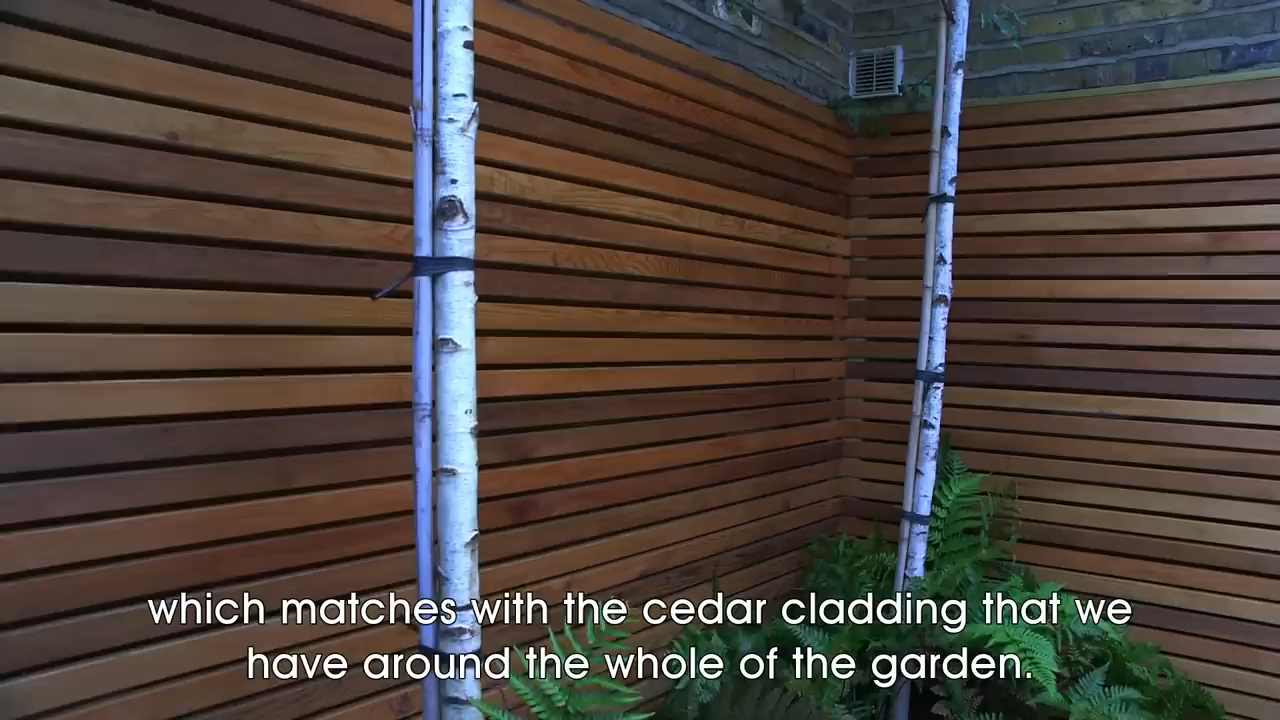 which matches with the cedar cladding that we
have around the whole of the garden.